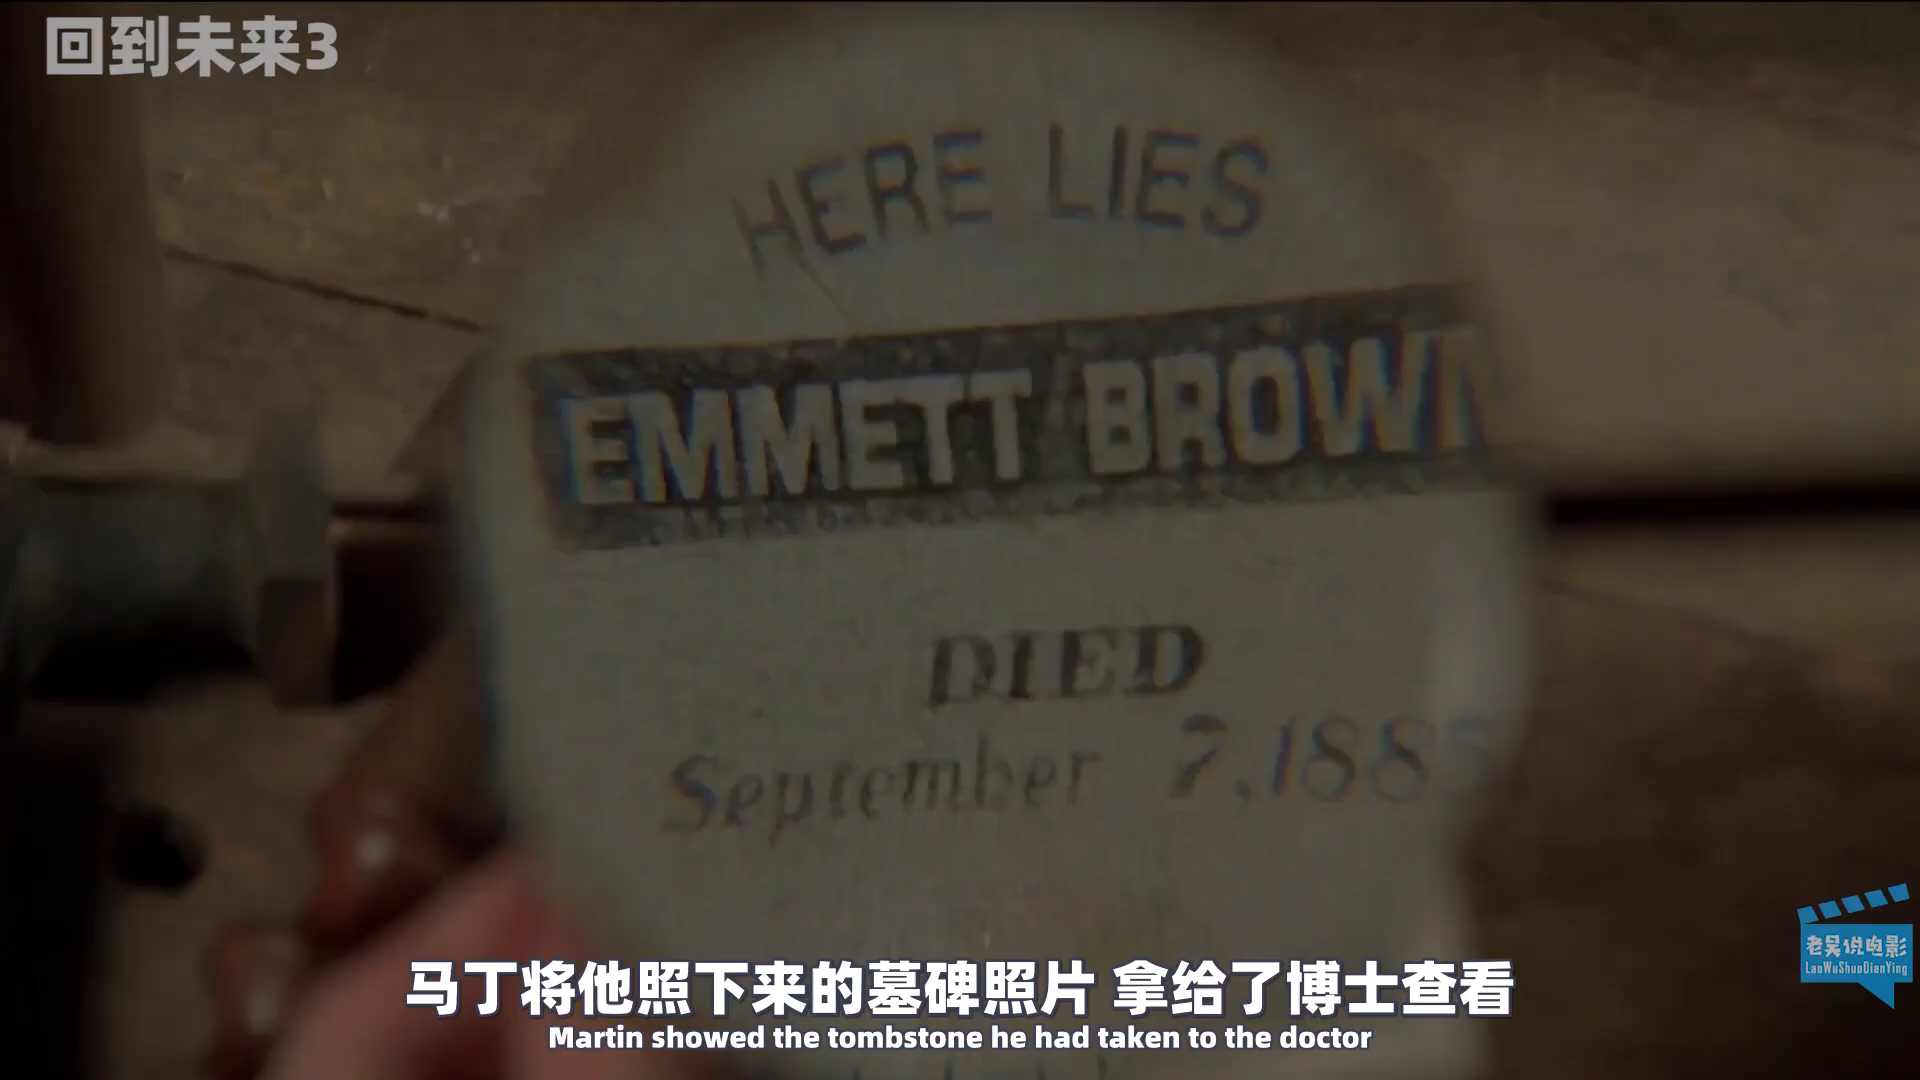 回到未来3
HERE LIES
EMMETT BROWN
DIED
September 7, 188
老吴说电影
LaoWuShuoDianYing
马丁将他照下来的墓碑照片 拿给了博士查看
Martin showed the tombstone he had taken to the doctor